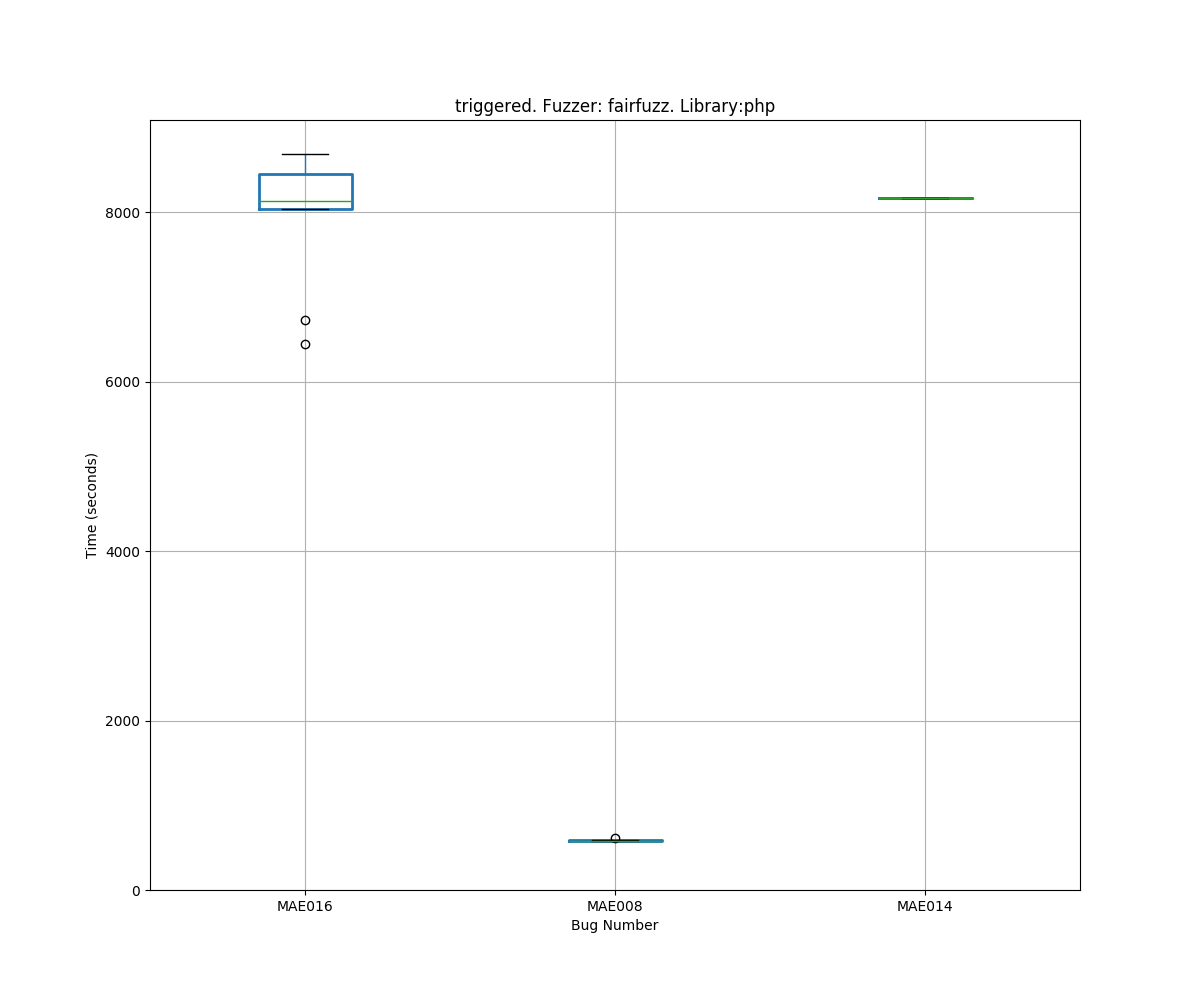 triggered. Fuzzer: fairfuzz. Library:php
8000
6000
4000
2000
0
Time (seconds)
MAE016 MAE008 MAE014
Bug Number